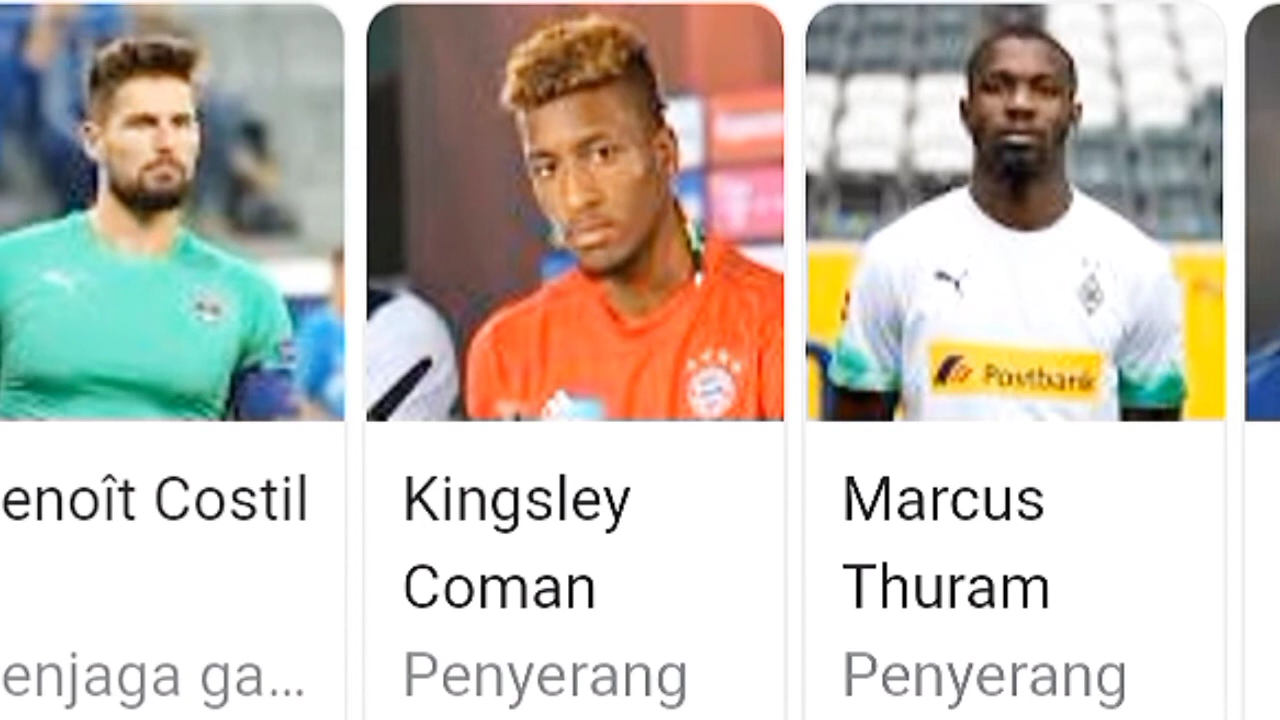 Postbank
enoît Costil
Kingsley
Coman
Marcus
Thuram
enjaga ga...
Penyerang
Penyerang